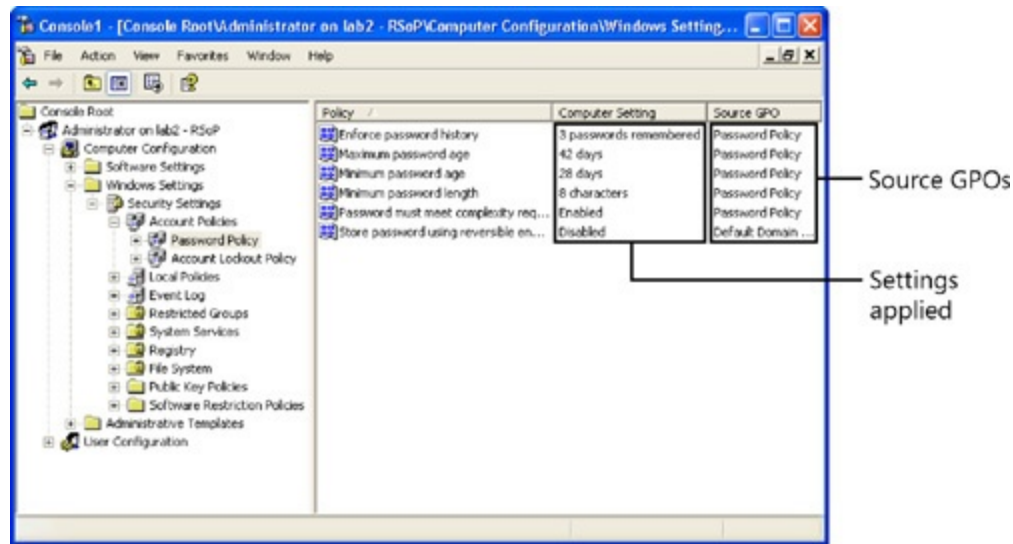 Console1 - [Console Root\Administrator on lab2 - RSoP\Computer Configuration\Windows Setting...
File Action View Favorites Window Help
Console Root
Administrator on lab2 - RSoP
Computer Configuration
Software Settings
Windows Settings
Security Settings
Account Policies
Password Policy
Account Lockout Policy
Local Policies
Event Log
Restricted Groups
System Services
Registry
File System
Public Key Policies
Software Restriction Policies
Administrative Templates
User Configuration
Policy Computer Setting Source GPO
Enforce password history 3 passwords remembered Password Policy
Maximum password age 42 days Password Policy
Minimum password age 28 days Password Policy
Minimum password length 8 characters Password Policy
Password must meet complexity req... Enabled Password Policy
Store password using reversible en... Disabled Default Domain ...
Source GPOs
Settings
applied